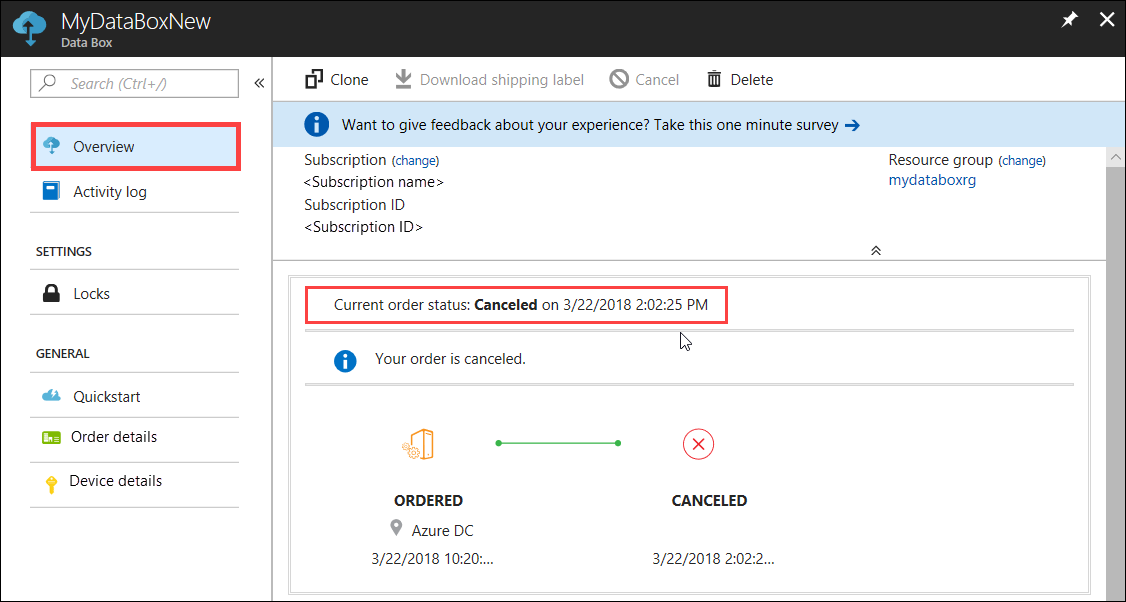 MyDataBoxNew
Data Box
Search (Ctrl+/)
Overview
Activity log
SETTINGS
Locks
GENERAL
Quickstart
Order details
Device details
Clone Download shipping label Cancel Delete
Want to give feedback about your experience? Take this one minute survey
Subscription (change)
<Subscription name>
Subscription ID
<Subscription ID>
Resource group (change)
mydataboxrg
Current order status: Canceled on 3/22/2018 2:02:25 PM
Your order is canceled.
ORDERED
Azure DC
3/22/2018 10:20:...
CANCELED
3/22/2018 2:02:2...